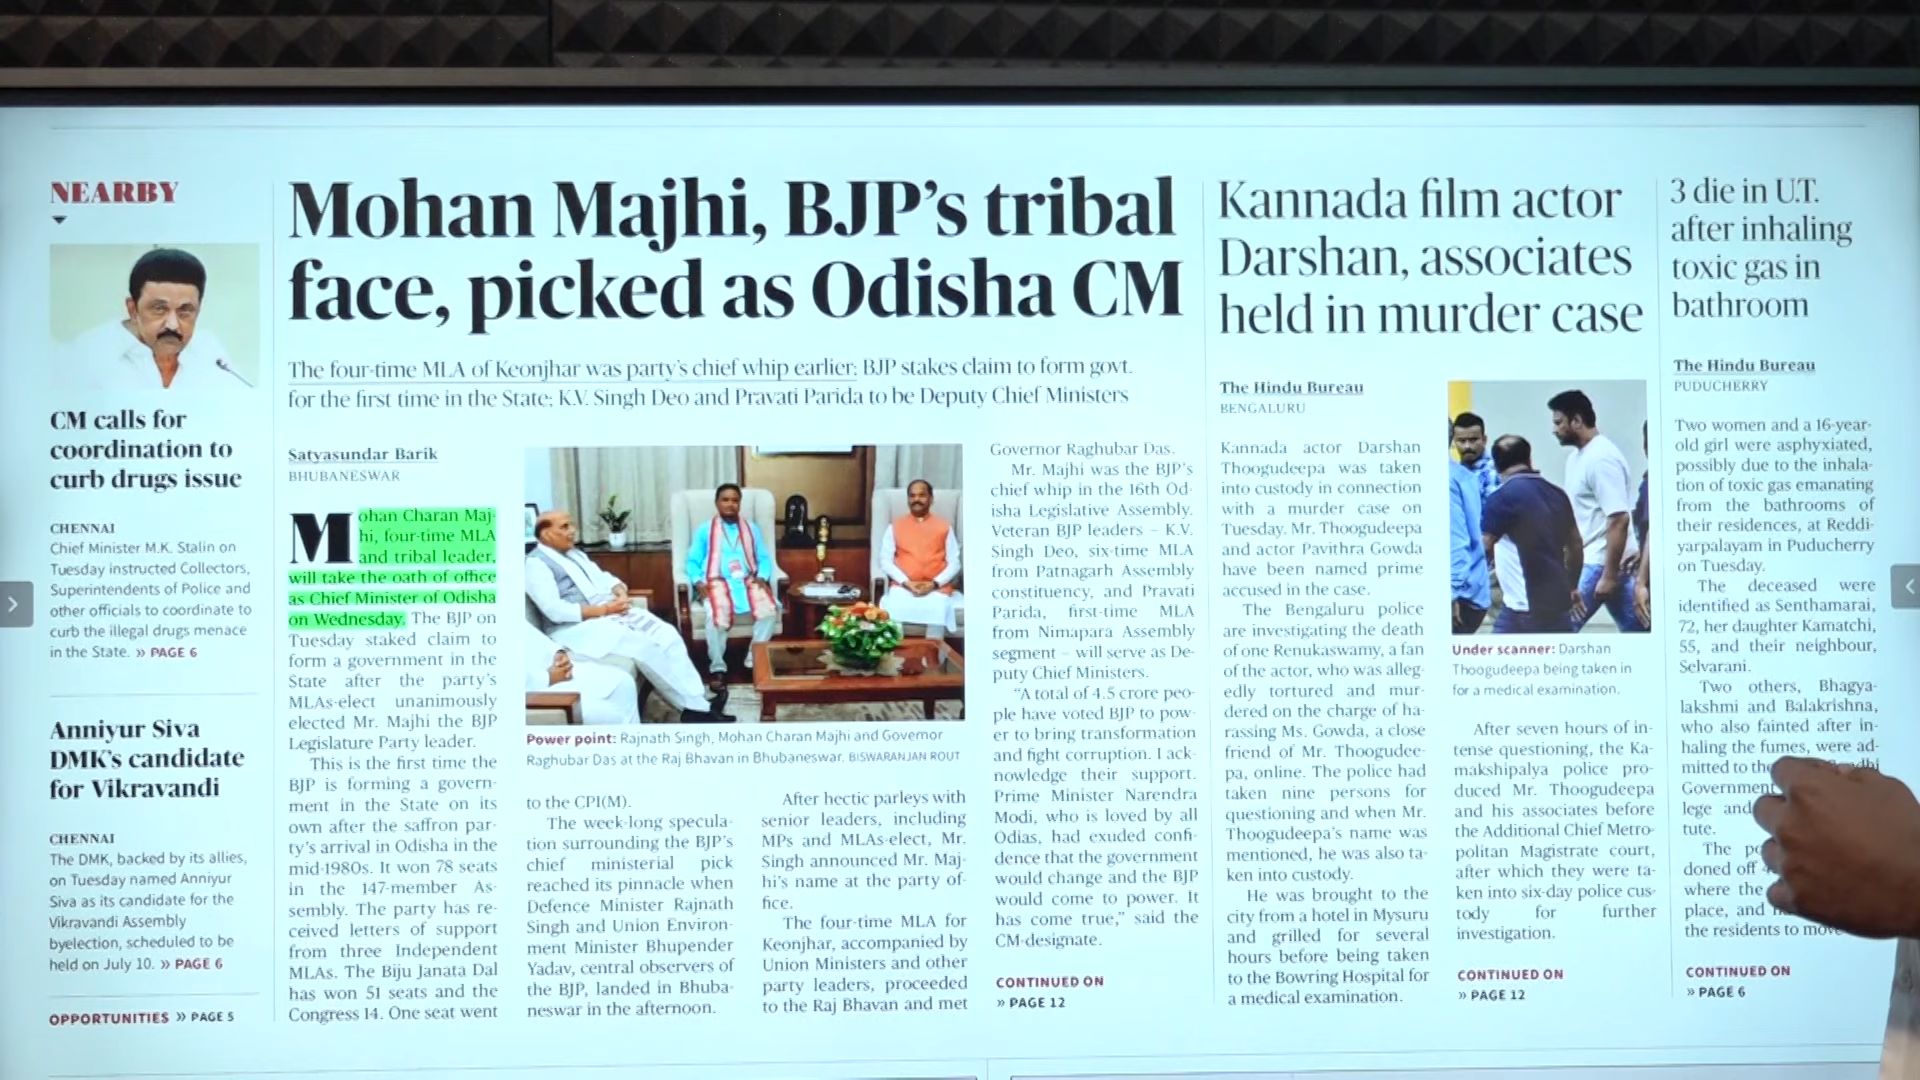 NEARBY
CM calls for
coordination to
curb drugs issue
CHENNAI
Chief Minister M.K. Stalin on
Tuesday instructed Collectors,
Superintendents of Police and
other officials to coordinate to
curb the illegal drugs menace
in the State. » PAGE 6
Anniyur Siva
DMK's candidate
for Vikravandi
CHENNAI
The DMK, backed by its allies,
on Tuesday named Anniyur
Siva as its candidate for the
Vikravandi Assembly
byelection, scheduled to be
held on July 10. » PAGE 6
OPPORTUNITIES » PAGE 5
Mohan Majhi, BJP's tribal
face, picked as Odisha CM
The four-time MLA of Keonjhar was party's chief whip earlier; BJP stakes claim to form govt.
for the first time in the State; K.V. Singh Deo and Pravati Parida to be Deputy Chief Ministers
Satyasundar Barik
BHUBANESWAR
Mohan Charan Maj-
hi, four-time MLA
and tribal leader,
will take the oath of office
as Chief Minister of Odisha
on Wednesday. The BJP on
Tuesday staked claim to
form a government in the
State after the party's
MLAs-elect unanimously
elected Mr. Majhi the BJP
Legislature Party leader.
This is the first time the
BJP is forming a govern-
ment in the State on its
own after the saffron par-
ty's arrival in Odisha in the
mid-1980s. It won 78 seats
in the 147-member As-
sembly. The party has re-
ceived letters of support
from three Independent
MLAs. The Biju Janata Dal
has won 51 seats and the
Congress 14. One seat went
Power point: Rajnath Singh, Mohan Charan Majhi and Governor
Raghubar Das at the Raj Bhavan in Bhubaneswar. BISWARANJAN ROUT
to the CPI(M).
The week-long specula-
tion surrounding the BJP's
chief ministerial pick
reached its pinnacle when
Defence Minister Rajnath
Singh and Union Environ-
ment Minister Bhupender
Yadav, central observers of
the BJP, landed in Bhuba-
neswar in the afternoon.
After hectic parleys with
senior leaders, including
MPs and MLAs-elect, Mr.
Singh announced Mr. Maj-
hi's name at the party of-
fice.
The four-time MLA for
Keonjhar, accompanied by
Union Ministers and other
party leaders, proceeded
to the Raj Bhavan and met
Governor Raghubar Das.
Mr. Majhi was the BJP's
chief whip in the 16th Od-
isha Legislative Assembly.
Veteran BJP leaders – K.V.
Singh Deo, six-time MLA
from Patnagarh Assembly
constituency, and Pravati
Parida, first-time MLA
from Nimapara Assembly
segment – will serve as De-
puty Chief Ministers.
"A total of 4.5 crore peo-
ple have voted BJP to pow-
er to bring transformation
and fight corruption. I ack-
nowledge their support.
Prime Minister Narendra
Modi, who is loved by all
Odias, had exuded confi-
dence that the government
would change and the BJP
would come to power. It
has come true," said the
CM-designate.
CONTINUED ON
» PAGE 12
Kannada film actor
Darshan, associates
held in murder case
The Hindu Bureau
BENGALURU
Kannada actor Darshan
Thoogudeepa was taken
into custody in connection
with a murder case on
Tuesday. Mr. Thoogudeepa
and actor Pavithra Gowda
have been named prime
accused in the case.
The Bengaluru police
are investigating the death
of one Renukaswamy, a fan
of the actor, who was alleg-
edly tortured and mur-
dered on the charge of ha-
rassing Ms. Gowda, a close
friend of Mr. Thoogudee-
pa, online. The police had
taken nine persons for
questioning and when Mr.
Thoogudeepa's name was
mentioned, he was also ta-
ken into custody.
He was brought to the
city from a hotel in Mysuru
and grilled for several
hours before being taken
to the Bowring Hospital for
a medical examination.
Under scanner: Darshan
Thoogudeepa being taken in
for a medical examination.
After seven hours of in-
tense questioning, the Ka-
makshipalya police pro-
duced Mr. Thoogudeepa
and his associates before
the Additional Chief Metro-
politan Magistrate court,
after which they were ta-
ken into six-day police cus-
tody for further
investigation.
CONTINUED ON
» PAGE 12
3 die in U.T.
after inhaling
toxic gas in
bathroom
The Hindu Bureau
PUDUCHERRY
Two women and a 16-year-
old girl were asphyxiated,
possibly due to the inhala-
tion of toxic gas emanating
from the bathrooms of
their residences, at Reddi-
yarpalayam in Puducherry
on Tuesday.
The deceased were
identified as Senthamarai,
72, her daughter Kamatchi,
55, and their neighbour,
Selvarani.
Two others, Bhagya-
lakshmi and Balakrishna,
who also fainted after in-
haling the fumes, were ad-
mitted to the
Government
lege and
tute.
The
doned off
where the
place, and
the residents to move
CONTINUED ON
» PAGE 6